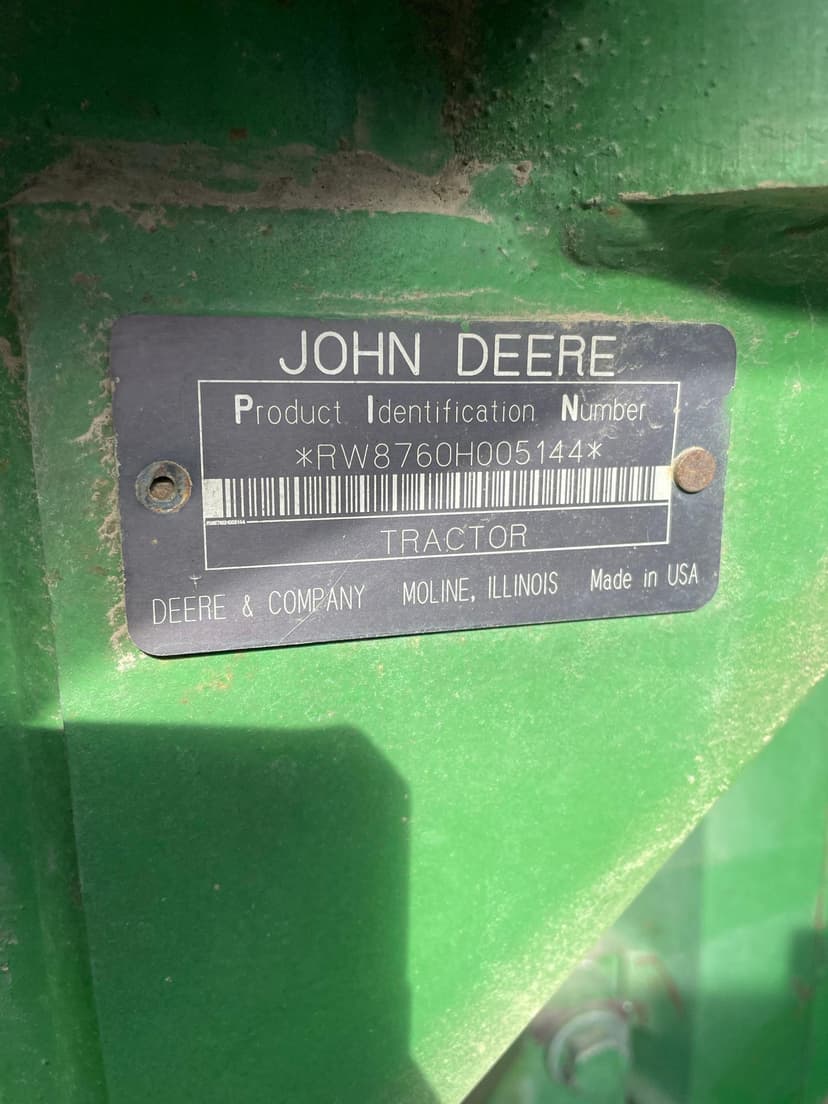 JOHN DEERE
Product Identification Number
*RW8760H005144*
TRACTOR
DEERE & COMPANY MOLINE, ILLINOIS Made in USA